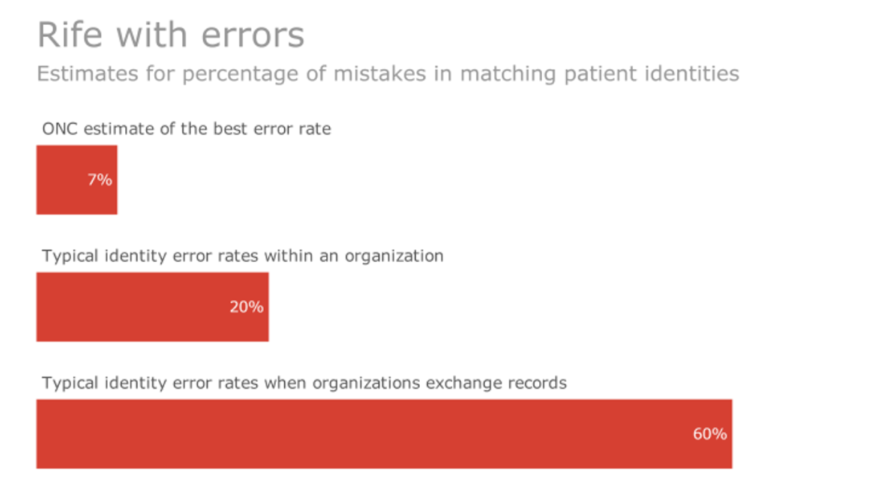 Rife with errors
Estimates for percentage of mistakes in matching patient identities
ONC estimate of the best error rate
7%
Typical identity error rates within an organization
20%
Typical identity error rates when organizations exchange records
60%